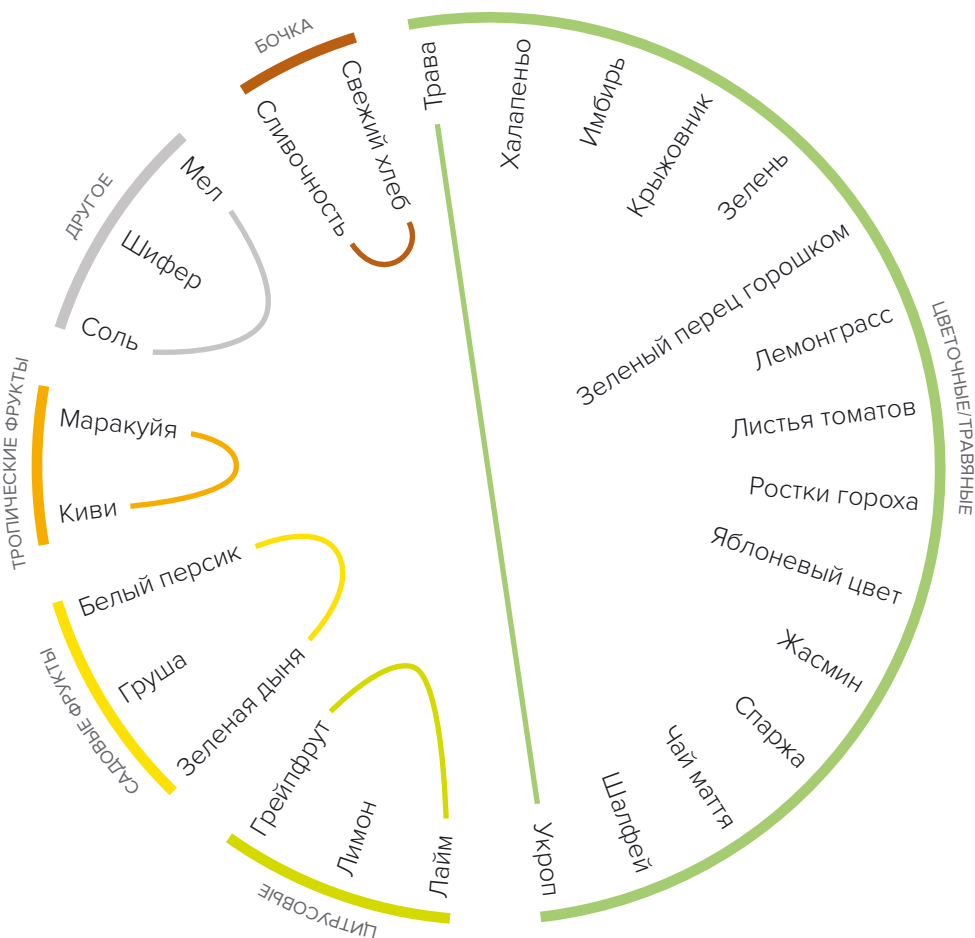 БОЧКА
Сливочность
Свежий хлеб
ЦВЕТОЧНЫЕ/ТРАВЯНЫЕ
Трава
Халапеньо
Имбирь
Крыжовник
Зелень
Зеленый перец горошком
Лемонграсс
Листья томатов
Ростки гороха
Яблоневый цвет
Жасмин
Спаржа
Чай маття
Шалфей
Укроп
ЦИТРУСОВЫЕ
Лайм
Лимон
Грейпфрут
САДОВЫЕ ФРУКТЫ
Зеленая дыня
Груша
Белый персик
ТРОПИЧЕСКИЕ ФРУКТЫ
Киви
Маракуйя
ДРУГОЕ
Соль
Шифер
Мел